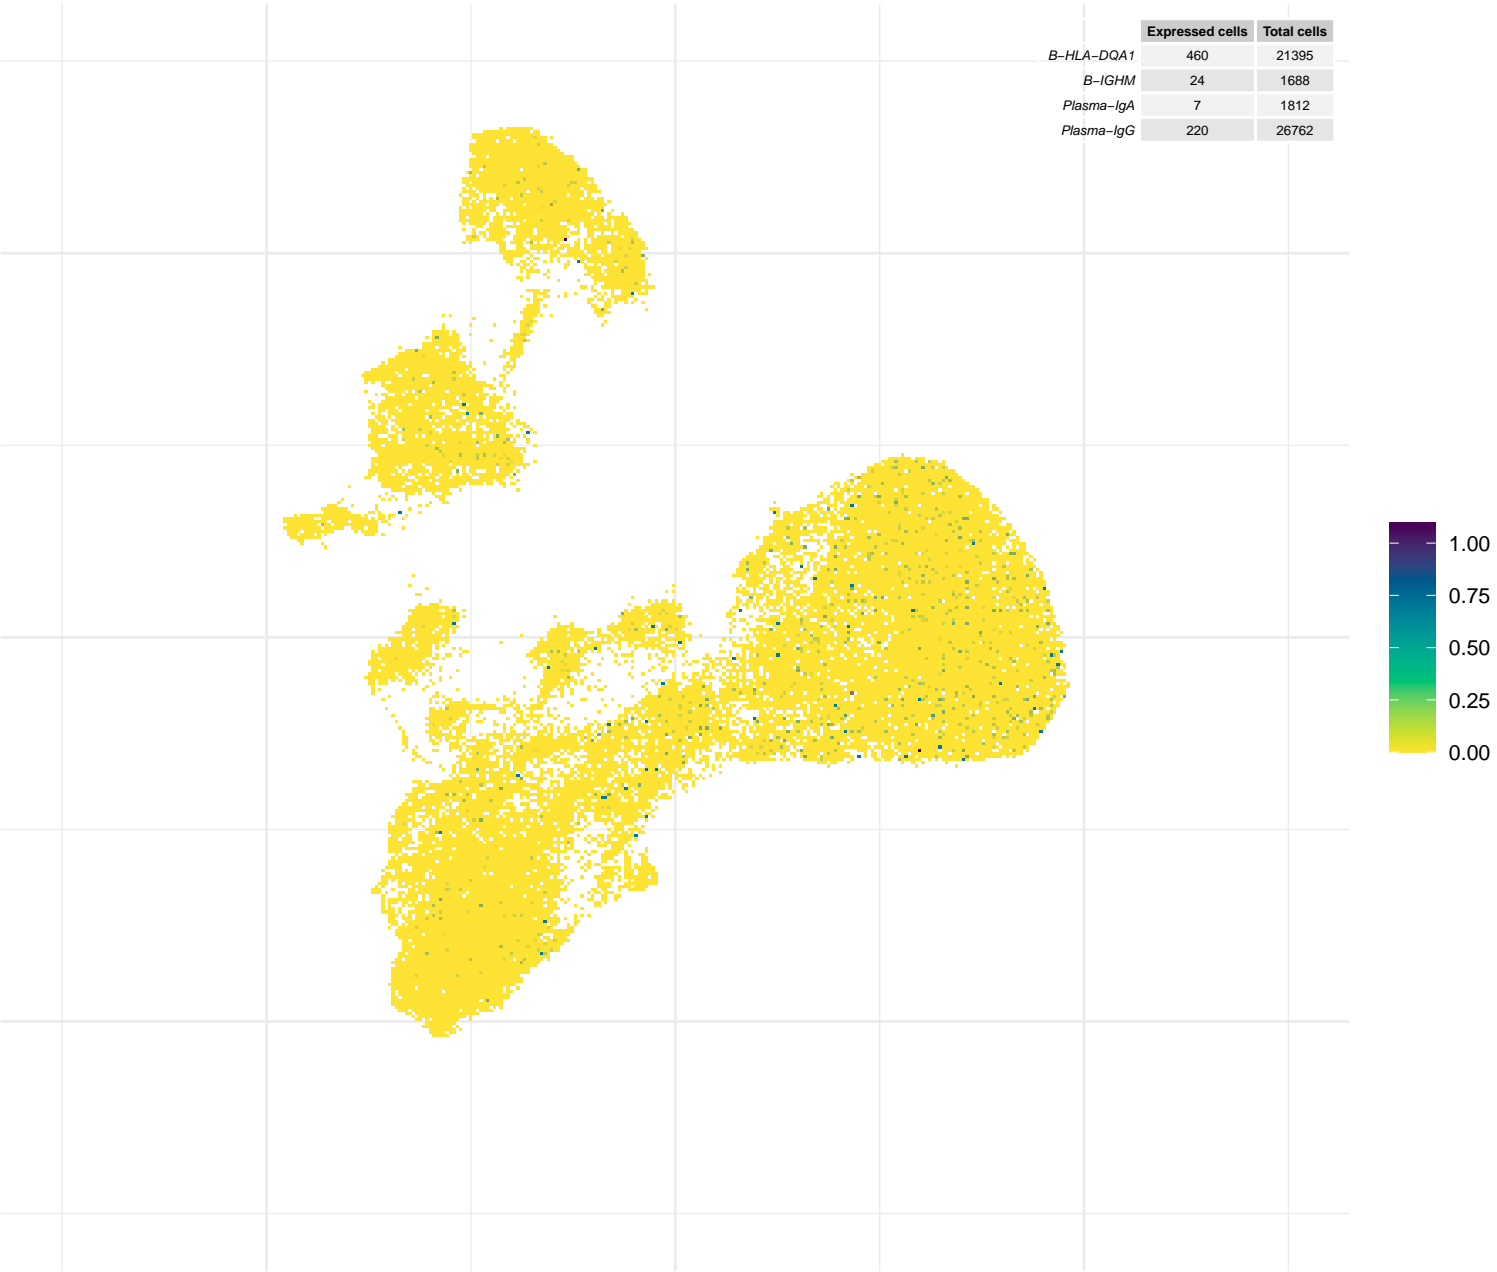 Expressed cells Total cells
B−HLA−DQA1 460 21395
B−IGHM 24 1688
Plasma−IgA 7 1812
Plasma−IgG 220 26762
1.00
0.75
0.50
0.25
0.00